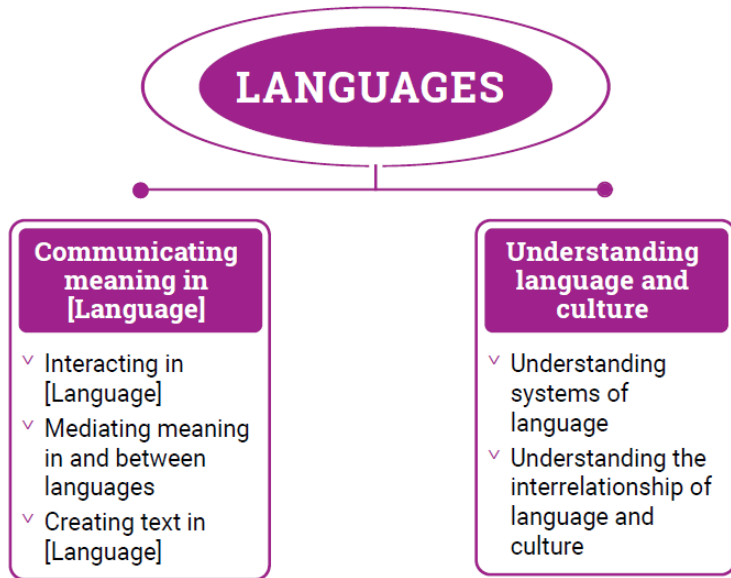 LANGUAGES
Communicating
meaning in
[Language]
Interacting in
[Language]
Mediating meaning
in and between
languages
Creating text in
[Language]
Understanding
language and
culture
Understanding
systems of
language
Understanding the
interrelationship of
language and
culture